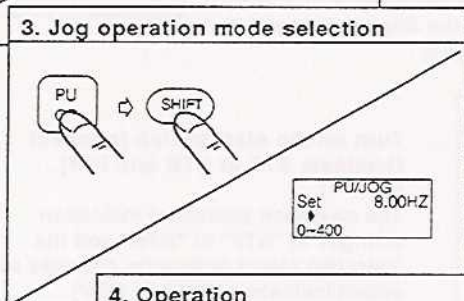 3. Jog operation mode selection
PU
SHIFT
PU/JOG
Set 8.00HZ
0~400
4. Operation